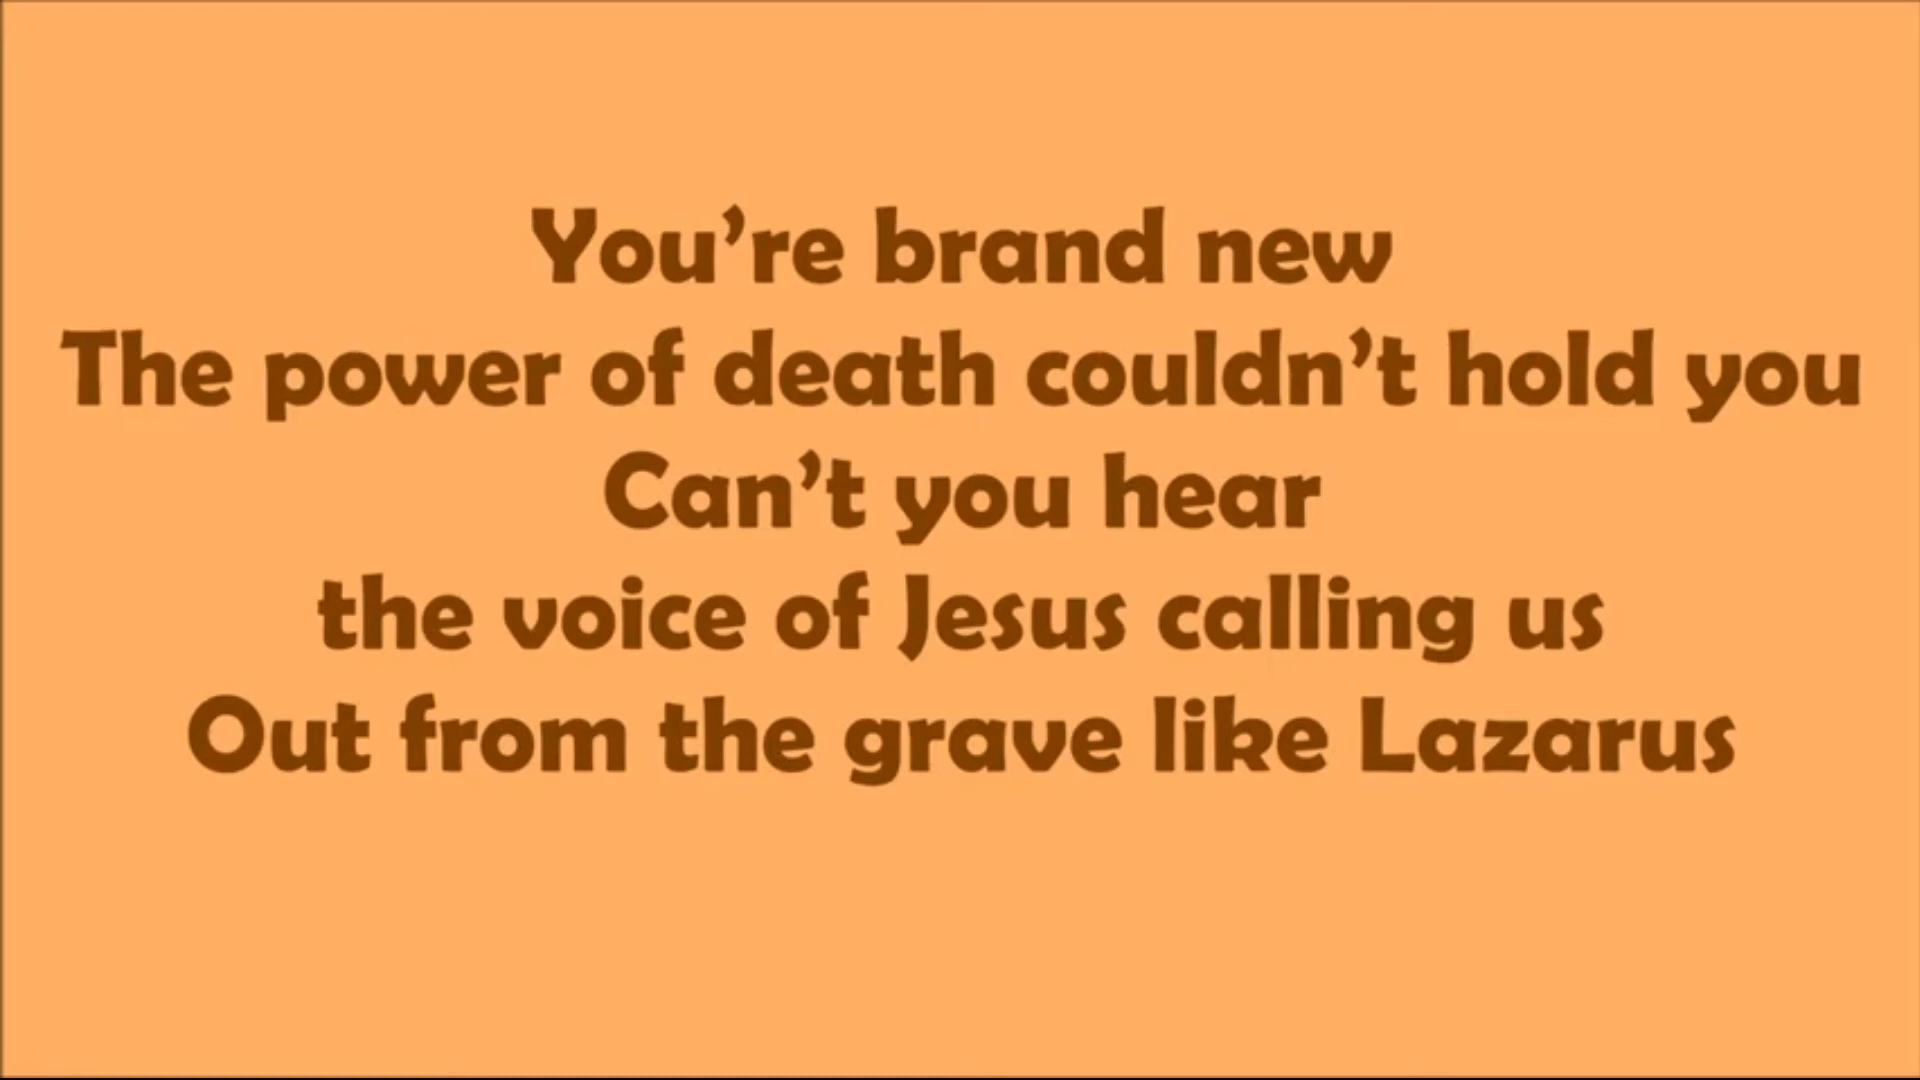 You’re brand new
The power of death couldn’t hold you
Can’t you hear
the voice of Jesus calling us
Out from the grave like Lazarus